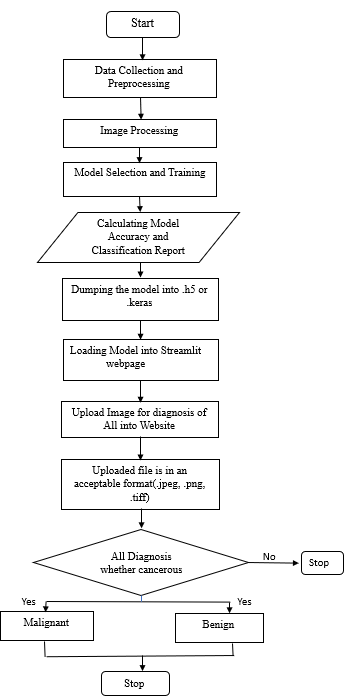 Start
Data Collection and
Preprocessing
Image Processing
Model Selection and Training
Calculating Model
Accuracy and
Classification Report
Dumping the model into .h5 or
.keras
Loading Model into Streamlit
webpage
Upload Image for diagnosis of
All into Website
Uploaded file is in an
acceptable format(.jpeg, .png,
.tiff)
All Diagnosis
whether cancerous
No
Stop
Yes
Yes
Malignant
Benign
Stop